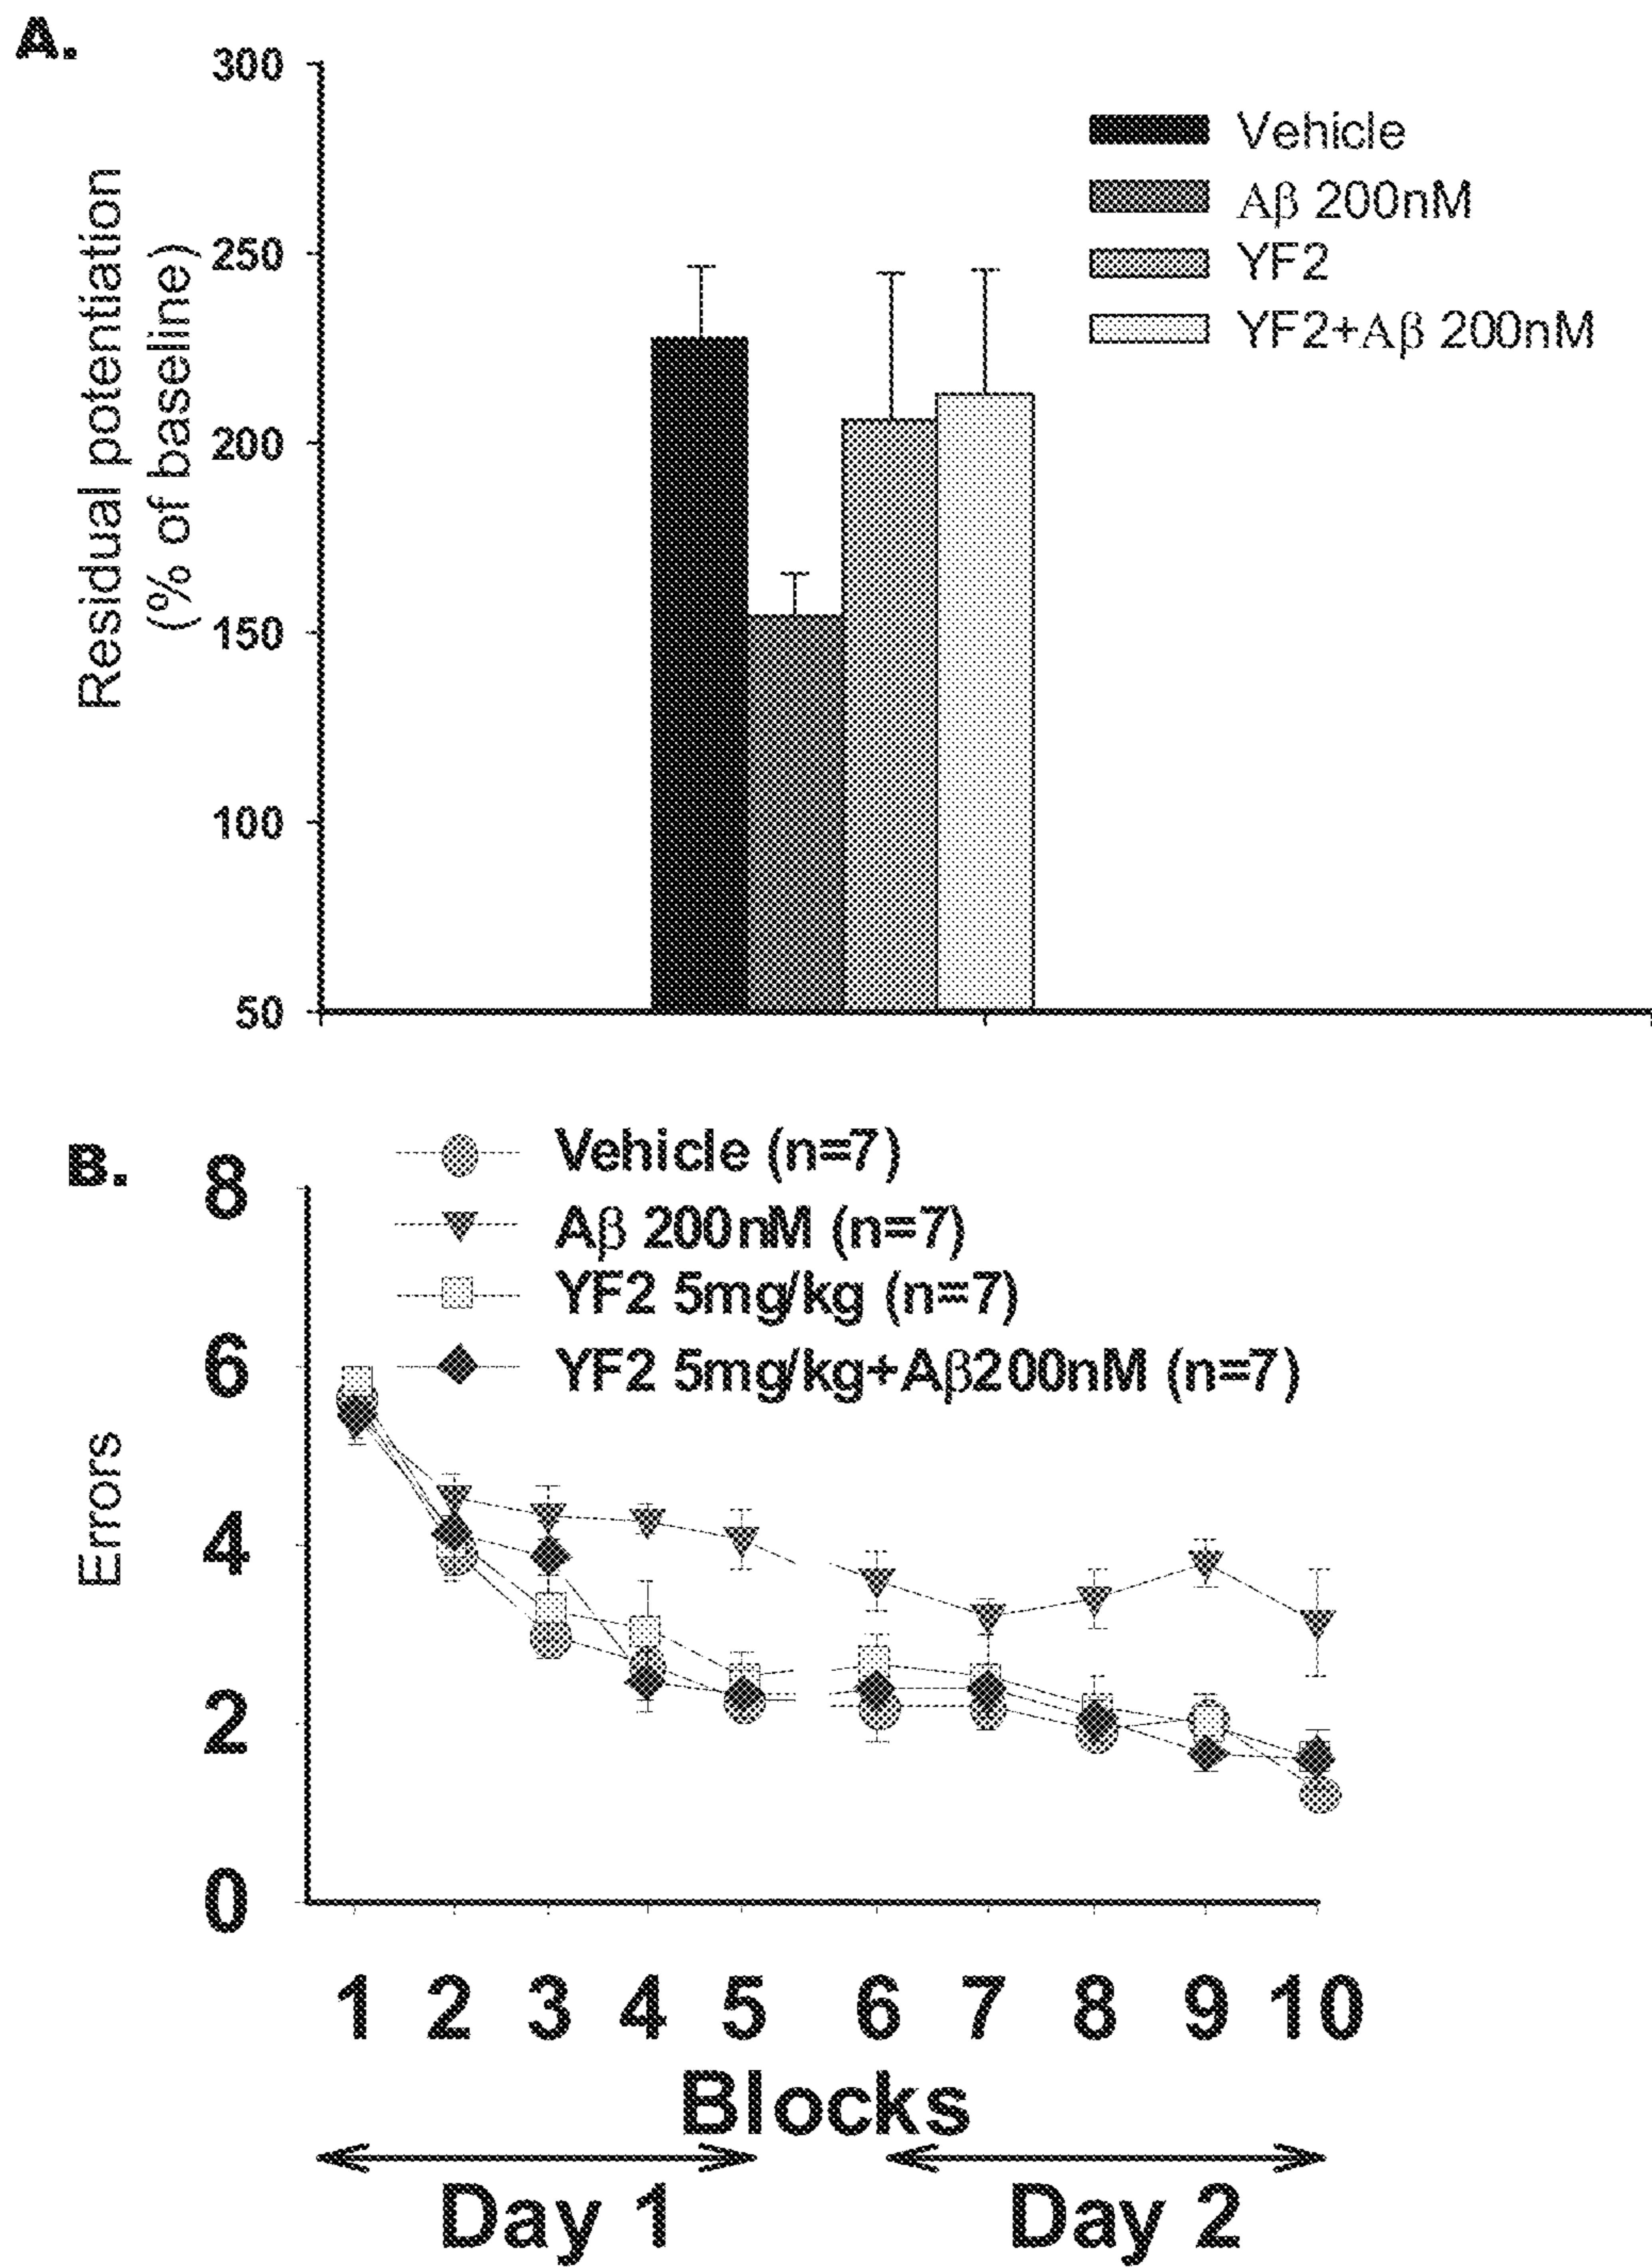 A.
300
250
200
150
100
50
Residual potentiation
(% of baseline)
Vehicle
Aβ 200nM
YF2
YF2+Aβ 200nM
B.
8
6
4
2
0
Errors
Vehicle (n=7)
Aβ 200nM (n=7)
YF2 5mg/kg (n=7)
YF2 5mg/kg+Aβ200nM (n=7)
1 2 3 4 5 6 7 8 9 10
Blocks
Day 1 Day 2